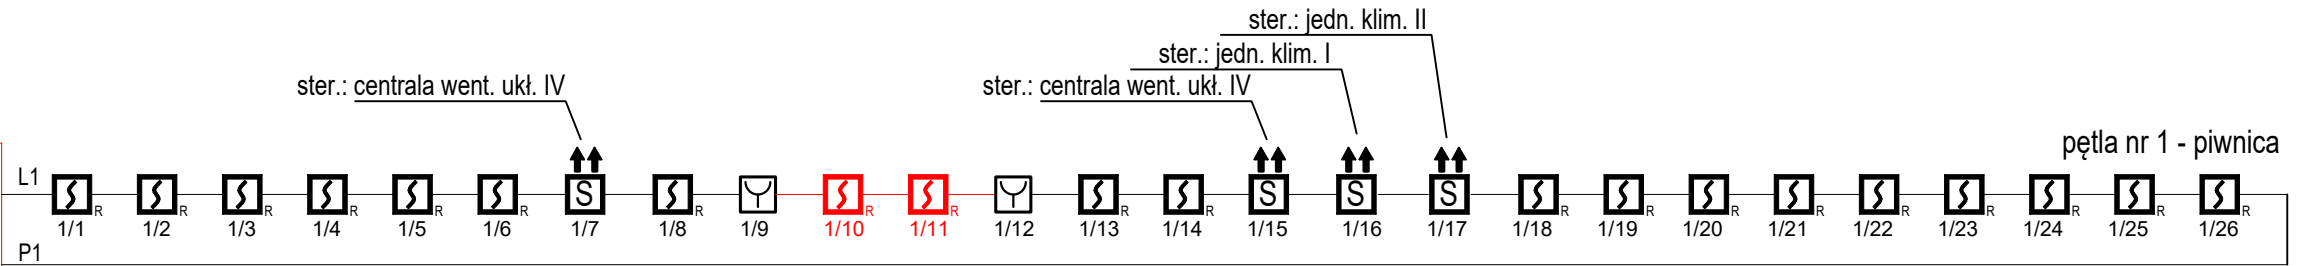 ster.: jedn. klim. II
ster.: jedn. klim. I
ster.: centrala went. ukł. IV ster.: centrala went. ukł. IV
pętla nr 1 - piwnica
L1
R R R R R R S R R R R R S S S R R R R R R R R R
1/1 1/2 1/3 1/4 1/5 1/6 1/7 1/8 1/9 1/10 1/11 1/12 1/13 1/14 1/15 1/16 1/17 1/18 1/19 1/20 1/21 1/22 1/23 1/24 1/25 1/26
P1